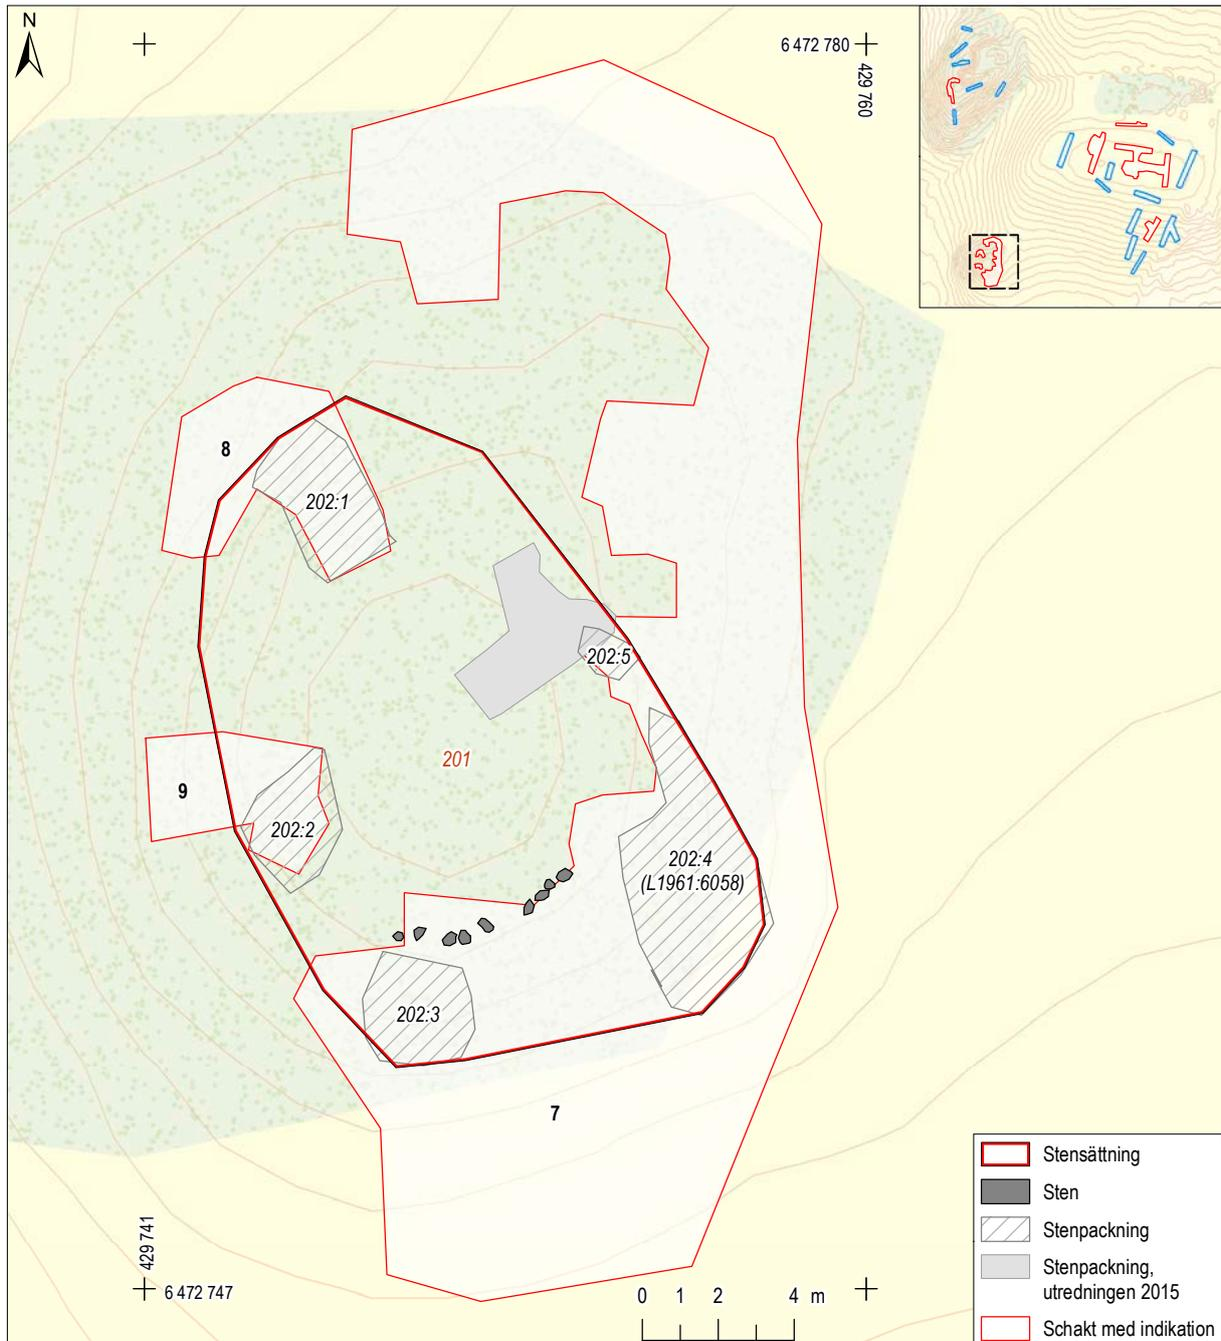 N
6 472 780
429 760
8
202:1
202:5
201
9
202:2
202:4
(L1961:6058)
202:3
7
429 741
6 472 747
0 1 2 4 m
Stensättning
Sten
Stenpackning
Stenpackning,
utredningen 2015
Schakt med indikation